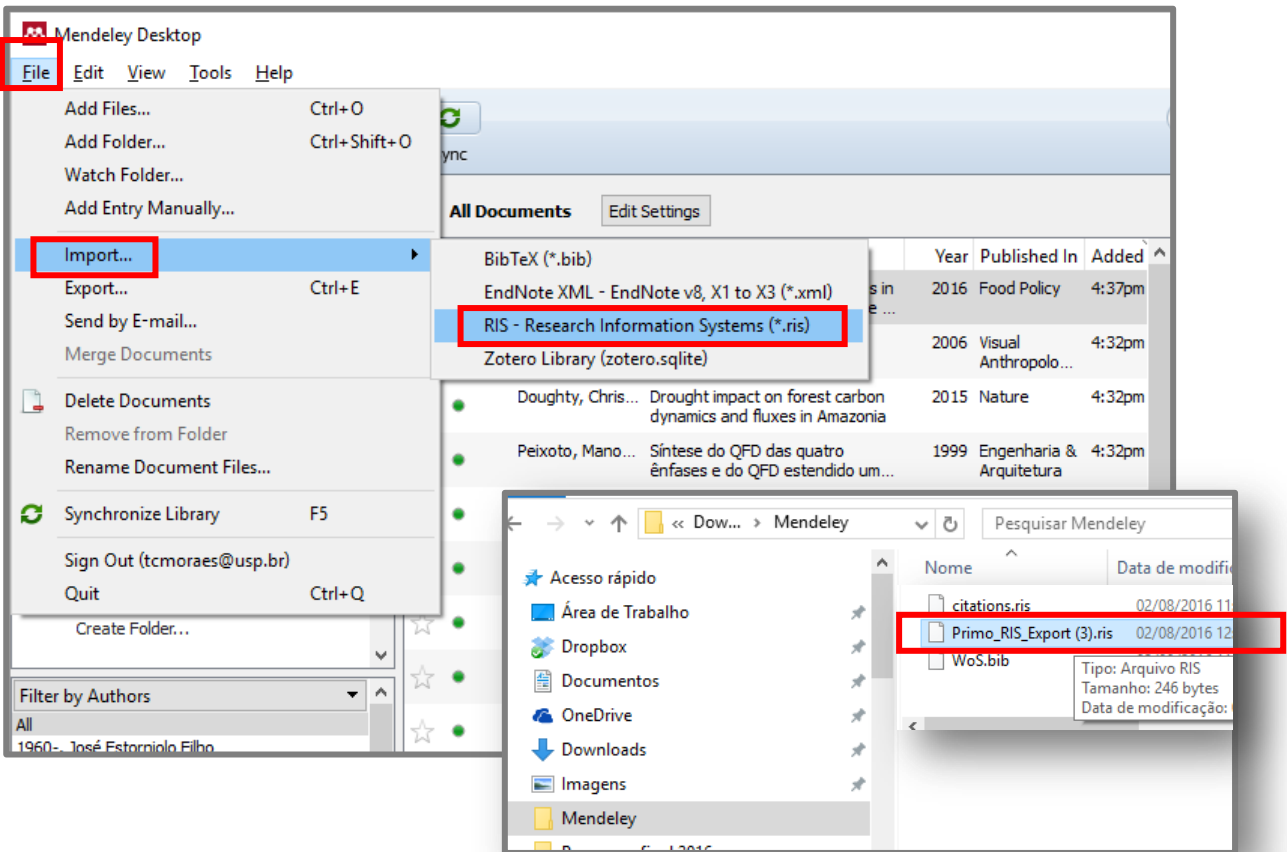 Mendeley Desktop
File Edit View Tools Help
Add Files... Ctrl+O
Add Folder... Ctrl+Shift+O
Watch Folder...
Add Entry Manually...
Import...
Export... Ctrl+E
Send by E-mail...
Merge Documents
Delete Documents
Remove from Folder
Rename Document Files...
Synchronize Library F5
Sign Out (tcmoraes@usp.br)
Quit Ctrl+Q
Create Folder...
Filter by Authors
All
1960-, José Estorniolo Filho
ync
All Documents Edit Settings
BibTeX (*.bib)
EndNote XML - EndNote v8, X1 to X3 (*.xml)
RIS - Research Information Systems (*.ris)
Zotero Library (zotero.sqlite)
Year Published In Added
s in 2016 Food Policy 4:37pm
e ...
2006 Visual 4:32pm
Anthropolo...
Doughty, Chris... Drought impact on forest carbon 2015 Nature 4:32pm
dynamics and fluxes in Amazonia
Peixoto, Mano... Síntese do QFD das quatro 1999 Engenharia & 4:32pm
ênfases e do QFD estendido um... Arquitetura
« Dow... > Mendeley Pesquisar Mendeley
Acesso rápido
Área de Trabalho
Dropbox
Documentos
OneDrive
Downloads
Imagens
Mendeley
final 2016
Nome Data de modifi
citations.ris 02/08/2016 11:
Primo_RIS_Export (3).ris 02/08/2016 12:
WoS.bib
Tipo: Arquivo RIS
Tamanho: 246 bytes
Data de modificação: